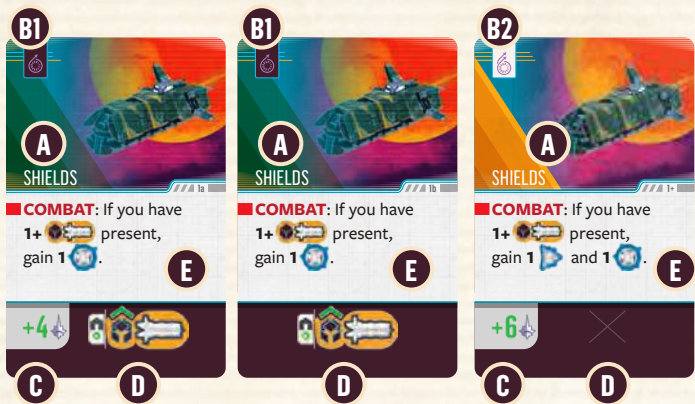 B1
A
SHIELDS
1a
COMBAT: If you have
1+ present,
gain 1 .
E
+4
C
D
B1
A
SHIELDS
1b
COMBAT: If you have
1+ present,
gain 1 .
E
D
B2
A
SHIELDS
1+
COMBAT: If you have
1+ present,
gain 1 and 1 .
E
+6
C
D